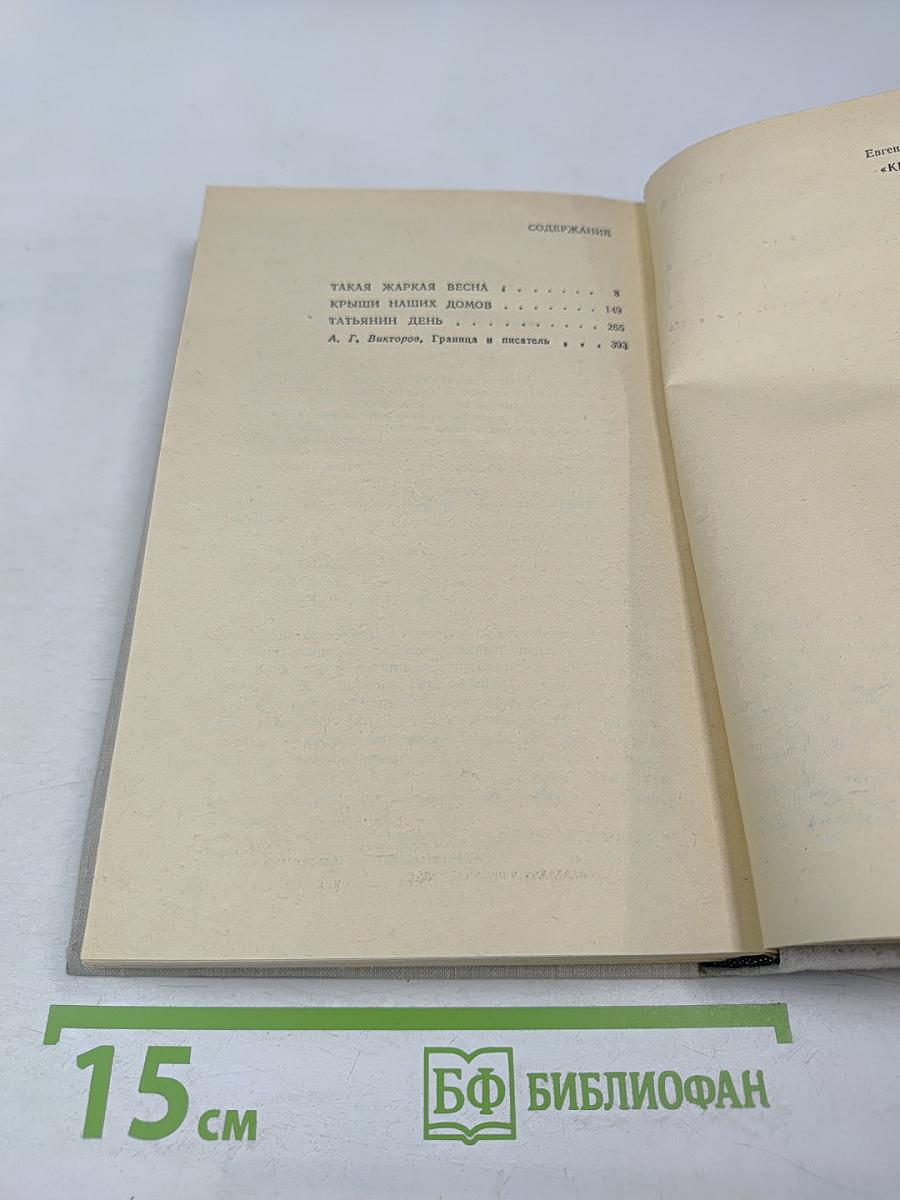 СОДЕРЖАНИЕ
ТАКАЯ ЖАРКАЯ ВЕСНА . . . . . . . 8
КРЫШИ НАШИХ ДОМОВ . . . . . . . 149
ТАТЬЯНИН ДЕНЬ . . . . . . . . . . 265
А. Г. Викторов, Граница и писатель . . . 393
Евген
«К
15 см
БФ БИБЛИОФАН